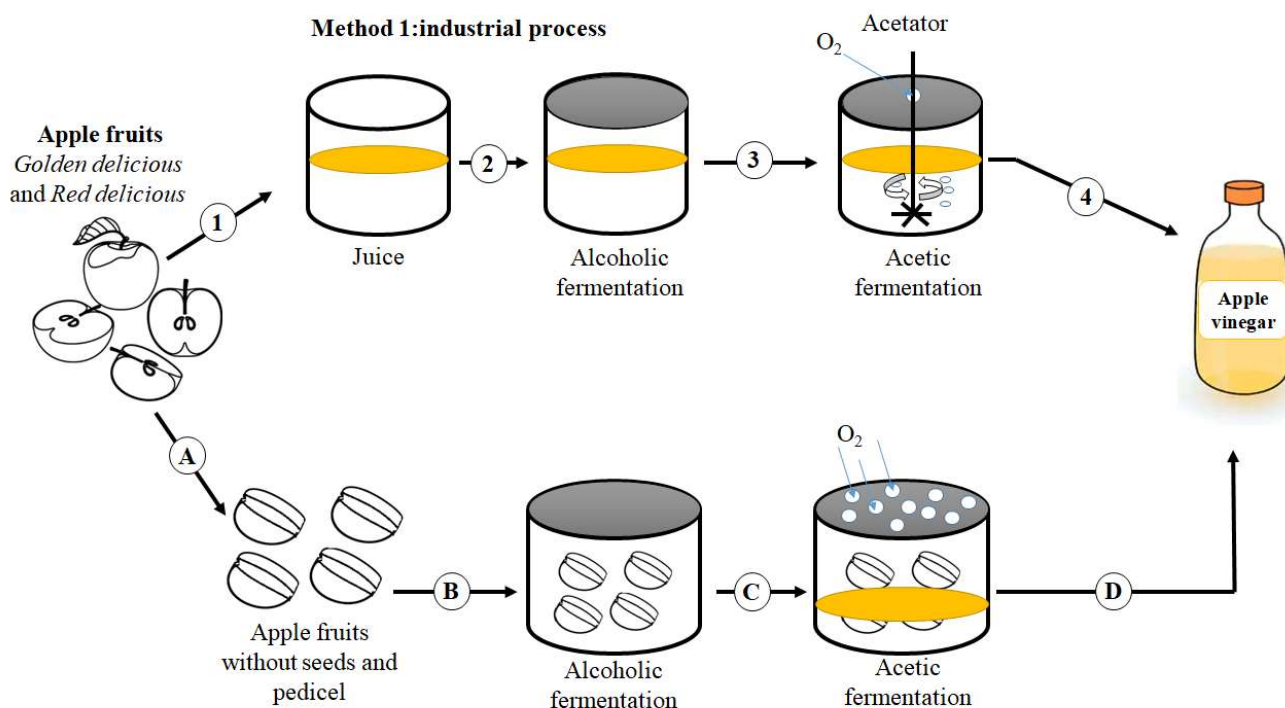 Method 1:industrial process
Acetator
O2
Apple fruits
Golden delicious
and Red delicious
1
2
3
4
Juice
Alcoholic
fermentation
Acetic
fermentation
Apple
vinegar
A
O2
B
C
D
Apple fruits
without seeds and
pedicel
Alcoholic
fermentation
Acetic
fermentation